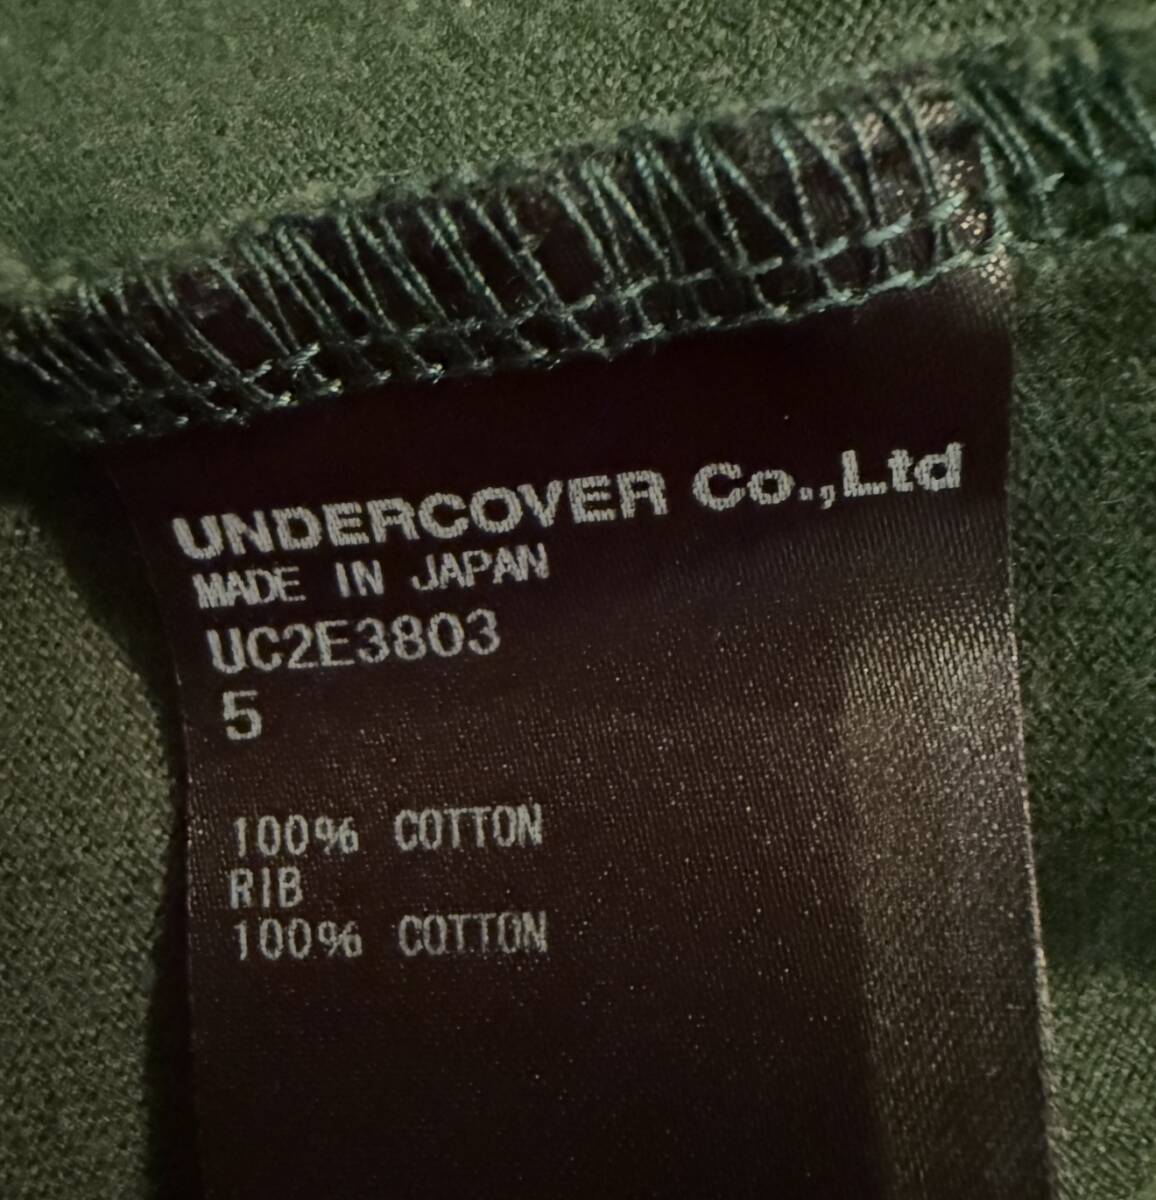 UNDERCOVER Co.,Ltd
MADE IN JAPAN
UC2E3803
5
100% COTTON
RIB
100% COTTON